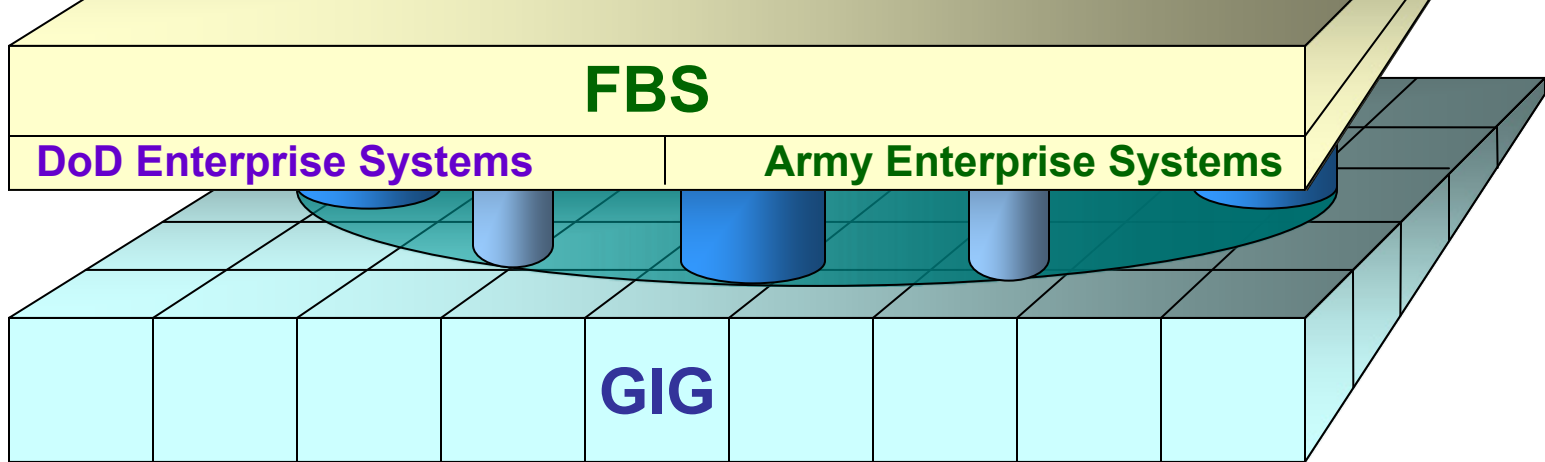 FBS
DoD Enterprise Systems
Army Enterprise Systems
GIG